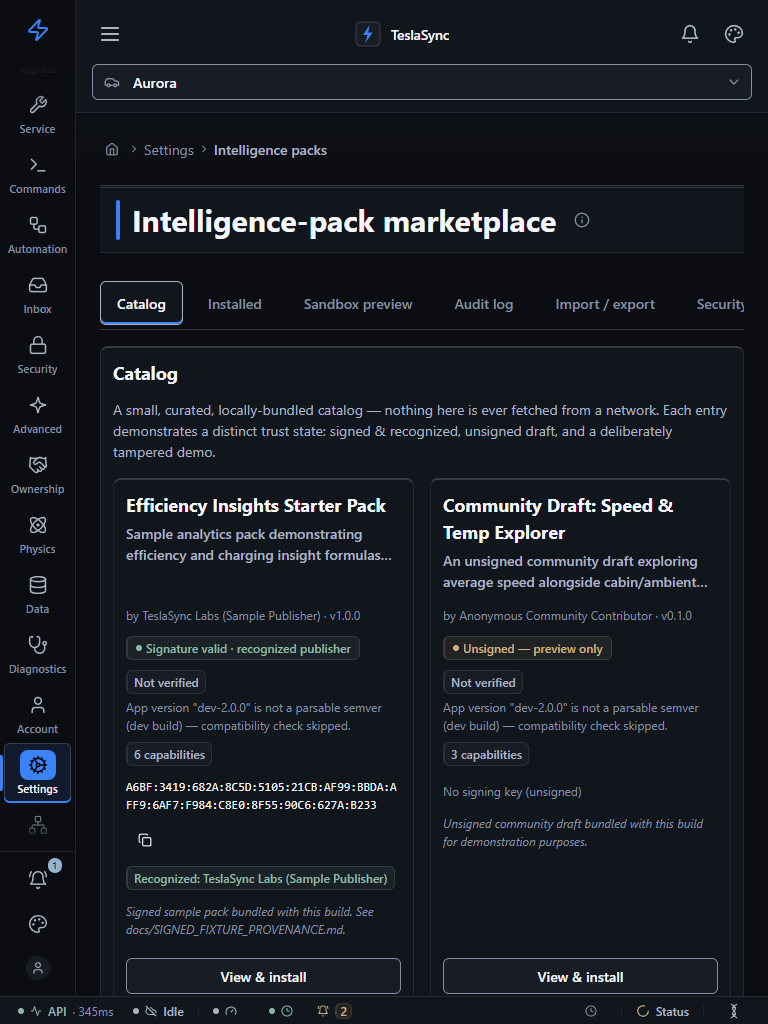 TeslaSync
Aurora
Reports
Service
Commands
Automation
Inbox
Security
Advanced
Ownership
Physics
Data
Diagnostics
Account
Settings
1
Settings
Intelligence packs
Intelligence-pack marketplace
Catalog
Installed
Sandbox preview
Audit log
Import / export
Security
Catalog
A small, curated, locally-bundled catalog — nothing here is ever fetched from a network. Each entry
demonstrates a distinct trust state: signed & recognized, unsigned draft, and a deliberately
tampered demo.
Efficiency Insights Starter Pack
Sample analytics pack demonstrating
efficiency and charging insight formulas...
by TeslaSync Labs (Sample Publisher) · v1.0.0
Signature valid · recognized publisher
Not verified
App version "dev-2.0.0" is not a parsable semver
(dev build) — compatibility check skipped.
6 capabilities
A6BF:3419:682A:8C5D:5105:21CB:AF99:BBDA:A
FF9:6AF7:F984:C8E0:8F55:90C6:627A:B233
Recognized: TeslaSync Labs (Sample Publisher)
Signed sample pack bundled with this build. See
docs/SIGNED_FIXTURE_PROVENANCE.md.
View & install
Community Draft: Speed &
Temp Explorer
An unsigned community draft exploring
average speed alongside cabin/ambient...
by Anonymous Community Contributor · v0.1.0
Unsigned — preview only
Not verified
App version "dev-2.0.0" is not a parsable semver
(dev build) — compatibility check skipped.
3 capabilities
No signing key (unsigned)
Unsigned community draft bundled with this build
for demonstration purposes.
View & install
API · 345ms
Idle
2
Status